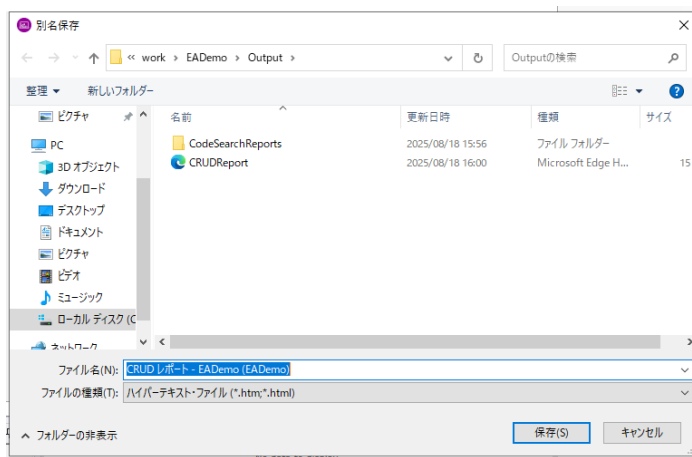 別名保存
« work › EADemo › Output ›
Outputの検索
整理 新しいフォルダー
名前 更新日時 種類 サイズ
ピクチャ
PC
3D オブジェクト
ダウンロード
デスクトップ
ドキュメント
ピクチャ
ビデオ
ミュージック
ローカル ディスク (C
ネットワーク
CodeSearchReports 2025/08/18 15:56 ファイル フォルダー
CRUDReport 2025/08/18 16:00 Microsoft Edge H... 15
ファイル名(N): CRUD レポート - EADemo (EADemo)
ファイルの種類(T): ハイパーテキスト・ファイル (*.htm;*.html)
フォルダーの非表示
保存(S) キャンセル